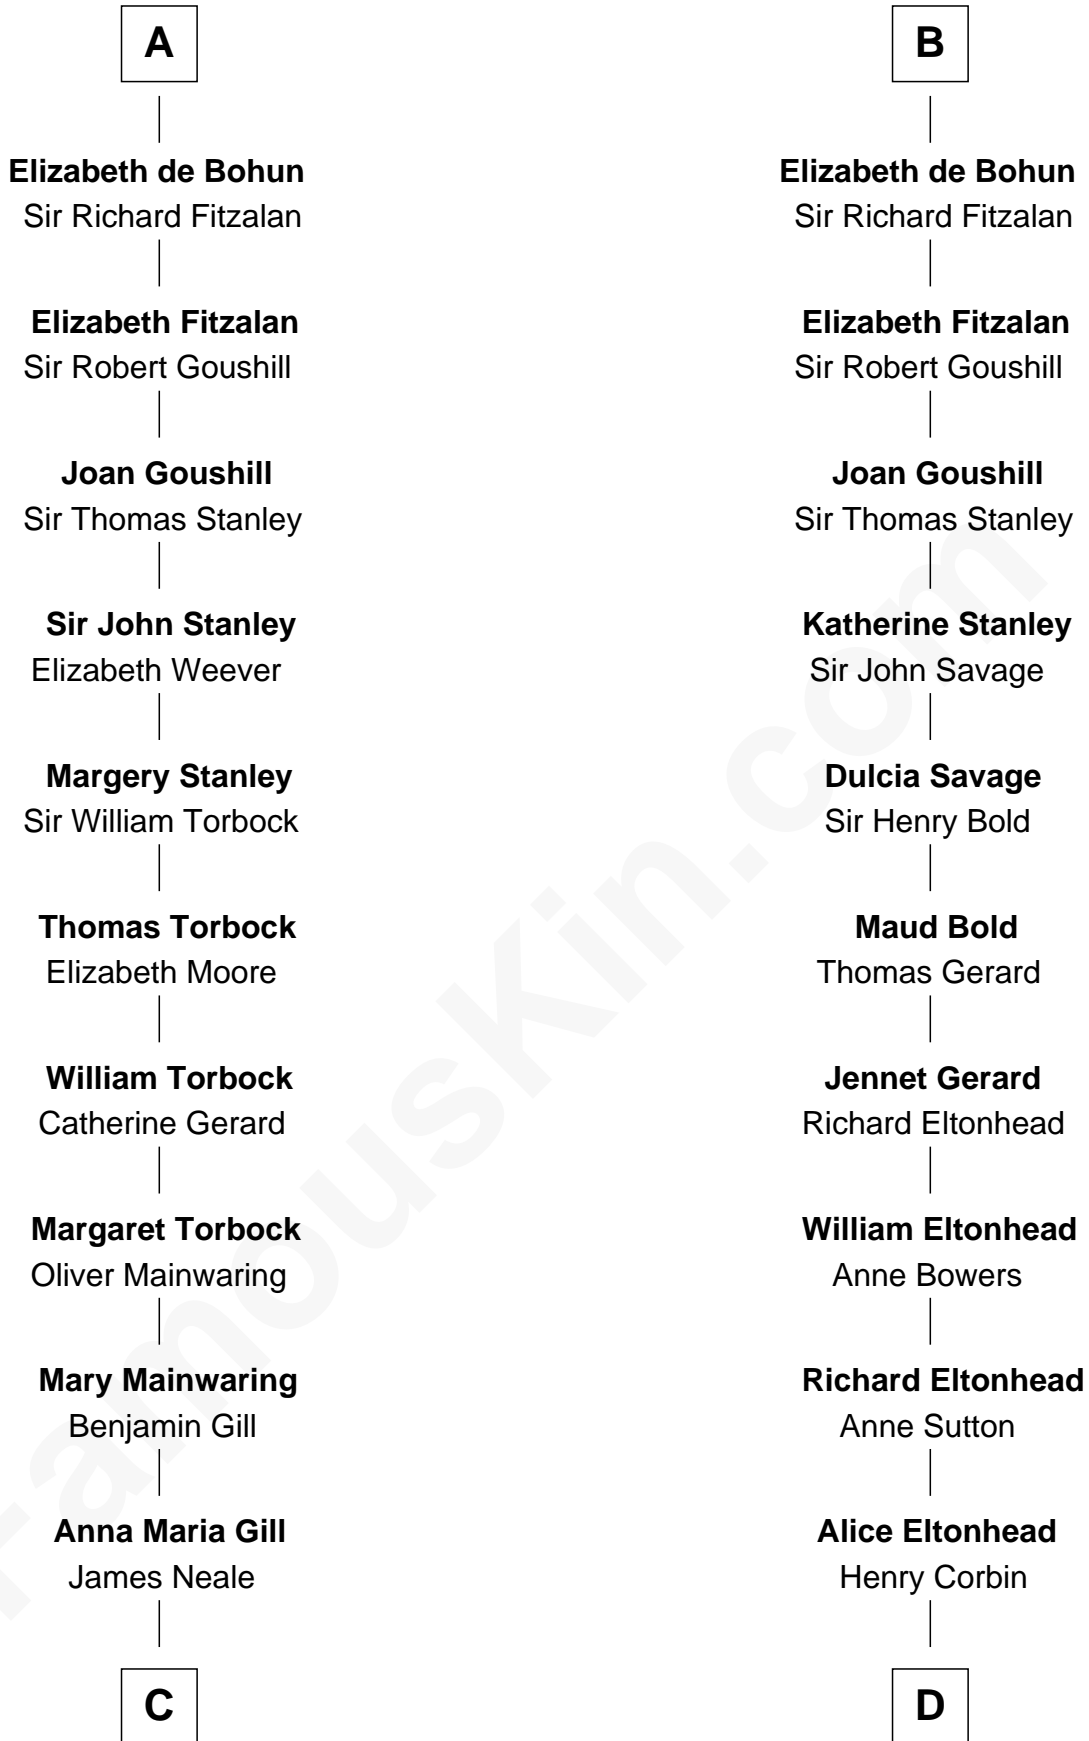 A
Elizabeth de Bohun
Sir Richard Fitzalan
Elizabeth Fitzalan
Sir Robert Goushill
Joan Goushill
Sir Thomas Stanley
Sir John Stanley
Elizabeth Weever
Margery Stanley
Sir William Torbock
Thomas Torbock
Elizabeth Moore
William Torbock
Catherine Gerard
Margaret Torbock
Oliver Mainwaring
Mary Mainwaring
Benjamin Gill
Anna Maria Gill
James Neale
C
B
Elizabeth de Bohun
Sir Richard Fitzalan
Elizabeth Fitzalan
Sir Robert Goushill
Joan Goushill
Sir Thomas Stanley
Katherine Stanley
Sir John Savage
Dulcia Savage
Sir Henry Bold
Maud Bold
Thomas Gerard
Jennet Gerard
Richard Eltonhead
William Eltonhead
Anne Bowers
Richard Eltonhead
Anne Sutton
Alice Eltonhead
Henry Corbin
D
FamousKin.com